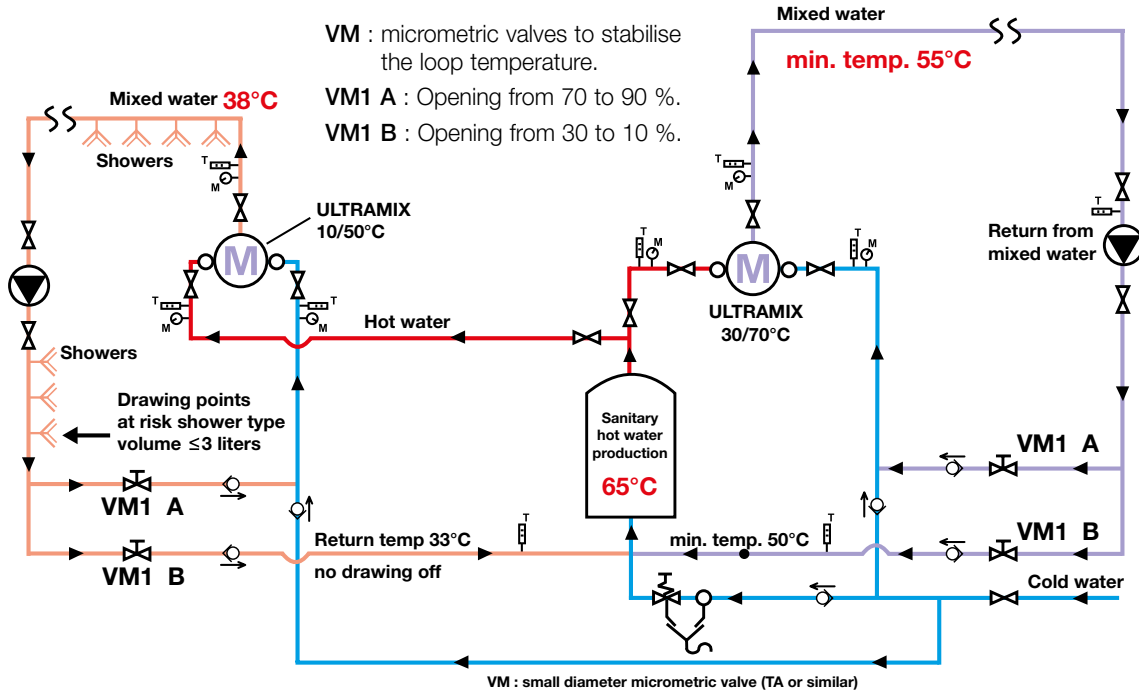 Mixed water
min. temp. 55°C
VM : micrometric valves to stabilise
the loop temperature.
VM1 A : Opening from 70 to 90 %.
VM1 B : Opening from 30 to 10 %.
Mixed water 38°C
Showers
T
M
T
M
ULTRAMIX
10/50°C
M
T
M
T
M
Hot water
T
M
M
T
M
ULTRAMIX
30/70°C
T
Return from
mixed water
Showers
Drawing points
at risk shower type
volume ≤3 liters
Sanitary
hot water
production
65°C
VM1 A
VM1 B
Return temp 33°C
no drawing off
T
min. temp. 50°C
T
VM1 A
VM1 B
Cold water
VM : small diameter micrometric valve (TA or similar)